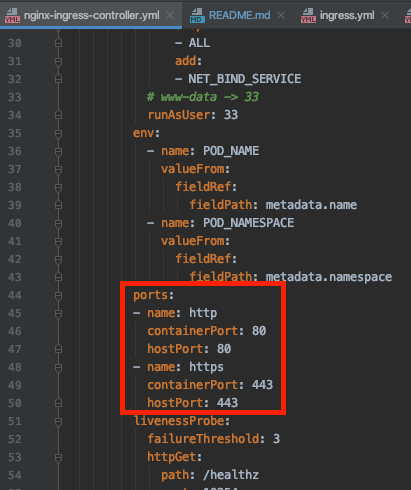 nginx-ingress-controller.yml
README.md
ingress.yml
30 - ALL
31 add:
32 - NET_BIND_SERVICE
33 # www-data -> 33
34 runAsUser: 33
35 env:
36 - name: POD_NAME
37 valueFrom:
38 fieldRef:
39 fieldPath: metadata.name
40 - name: POD_NAMESPACE
41 valueFrom:
42 fieldRef:
43 fieldPath: metadata.namespace
44 ports:
45 - name: http
46 containerPort: 80
47 hostPort: 80
48 - name: https
49 containerPort: 443
50 hostPort: 443
51 livenessProbe:
52 failureThreshold: 3
53 httpGet:
54 path: /healthz